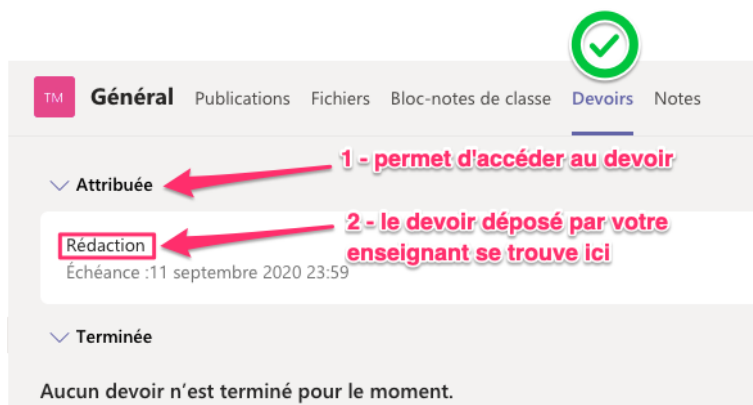 TM Général Publications Fichiers Bloc-notes de classe Devoirs Notes
1 - permet d'accéder au devoir
Attribuée
2 - le devoir déposé par votre
enseignant se trouve ici
Rédaction
Échéance :11 septembre 2020 23:59
Terminée
Aucun devoir n'est terminé pour le moment.